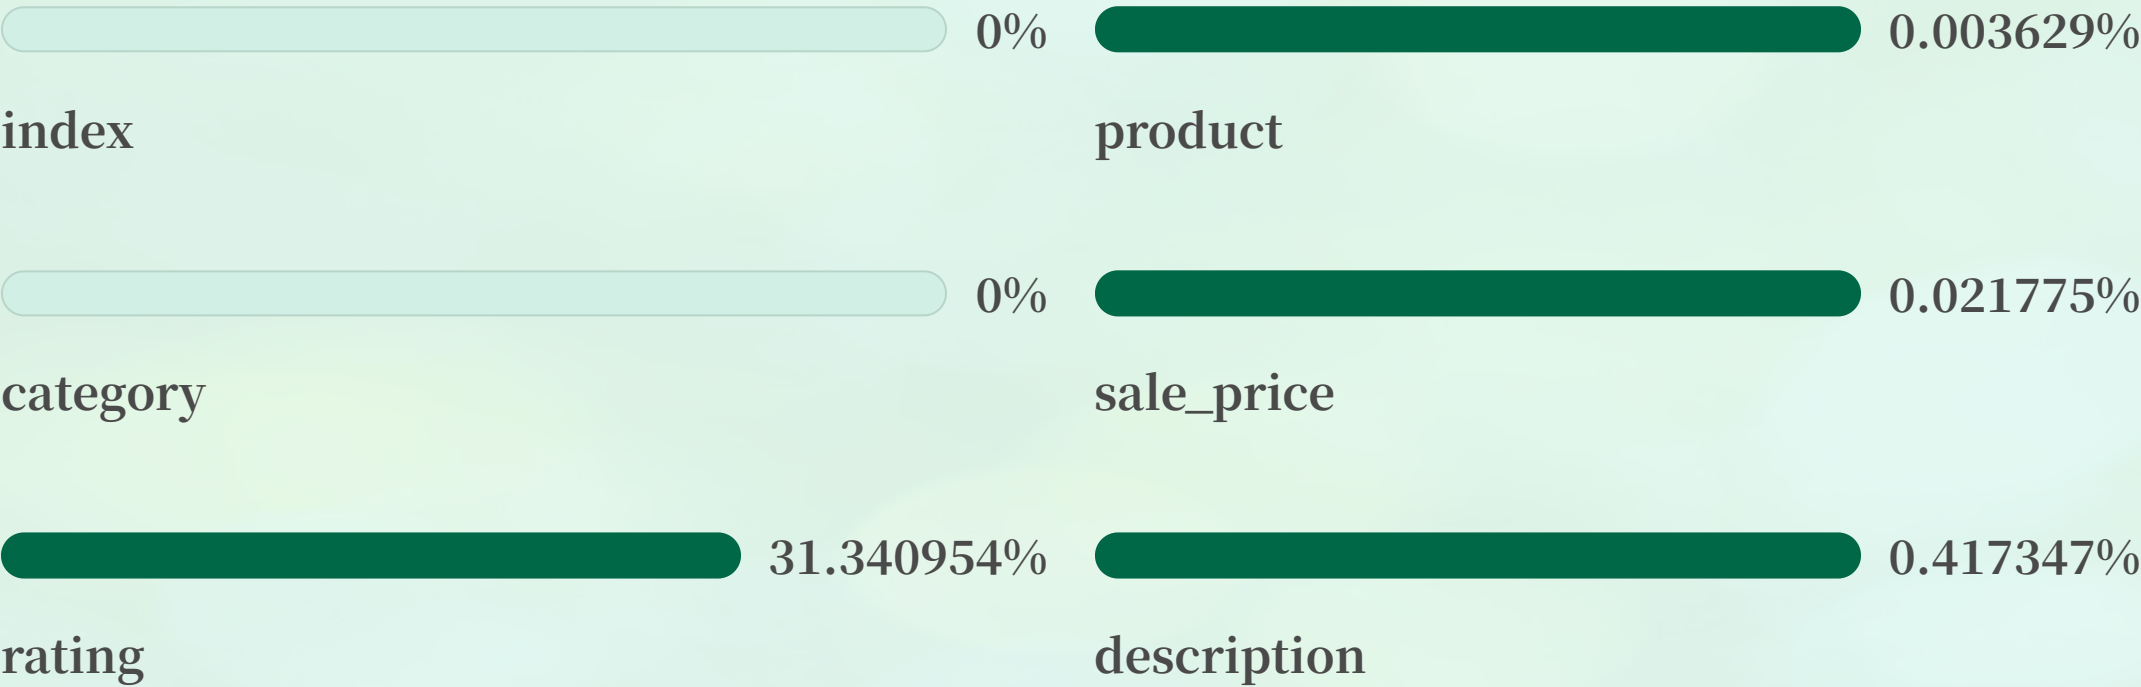 0% 0.003629%
index product
0% 0.021775%
category sale_price
31.340954% 0.417347%
rating description